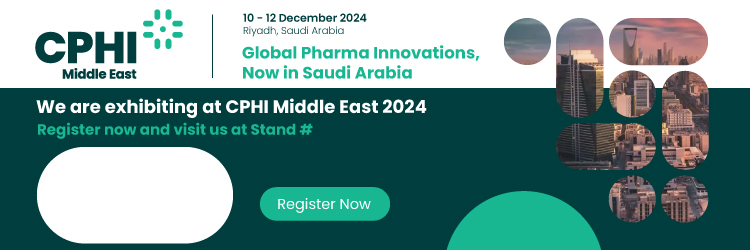 CPHI
Middle East
10 - 12 December 2024
Riyadh, Saudi Arabia
Global Pharma Innovations,
Now in Saudi Arabia
We are exhibiting at CPHI Middle East 2024
Register now and visit us at Stand #
Register Now